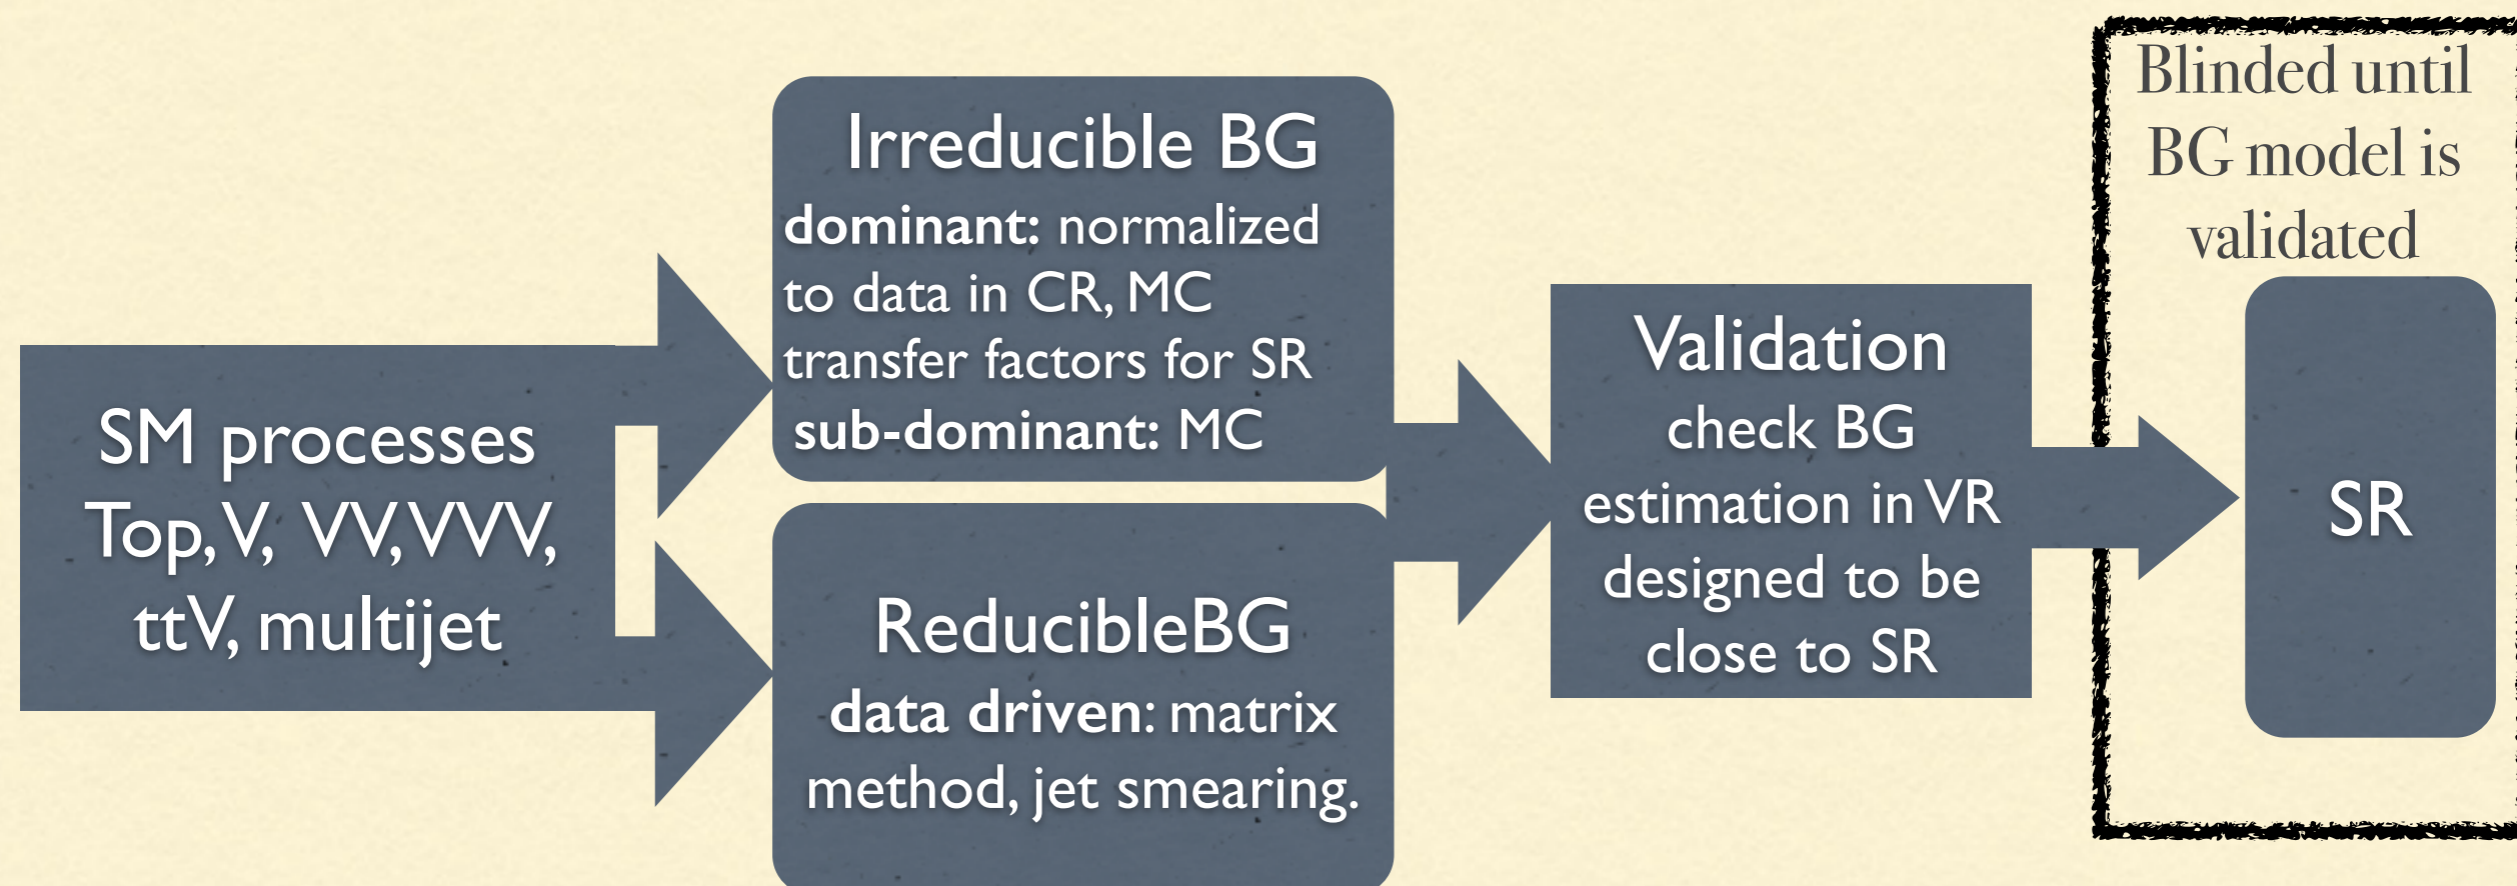 SM processes
Top, V, VV, VVV,
ttV, multijet
Irreducible BG
dominant: normalized
to data in CR, MC
transfer factors for SR
sub-dominant: MC
ReducibleBG
data driven: matrix
method, jet smearing.
Validation
check BG
estimation in VR
designed to be
close to SR
Blinded until
BG model is
validated
SR